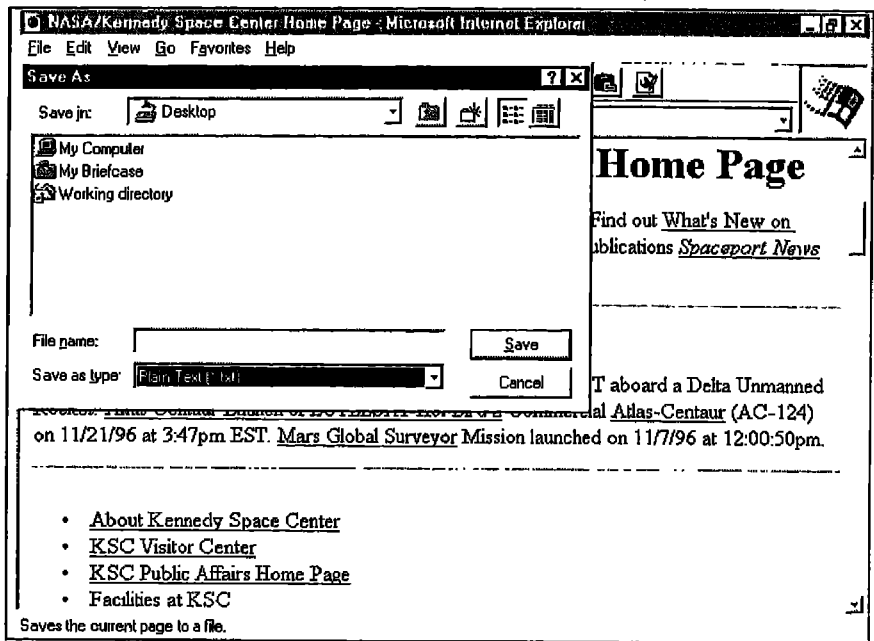 NASA/Kennedy Space Center Home Page - Microsoft Internet Explorer
File Edit View Go Favorites Help
Save As
Save in: Desktop
My Computer
My Briefcase
Working directory
File name:
Save
Save as type: Plain Text (*.txt)
Cancel
Home Page
Find out What's New on
ublications Spaceport News
T aboard a Delta Unmanned
Atlas-Centaur (AC-124)
on 11/21/96 at 3:47pm EST. Mars Global Surveyor Mission launched on 11/7/96 at 12:00:50pm.
• About Kennedy Space Center
• KSC Visitor Center
• KSC Public Affairs Home Page
• Facilities at KSC
Saves the current page to a file.